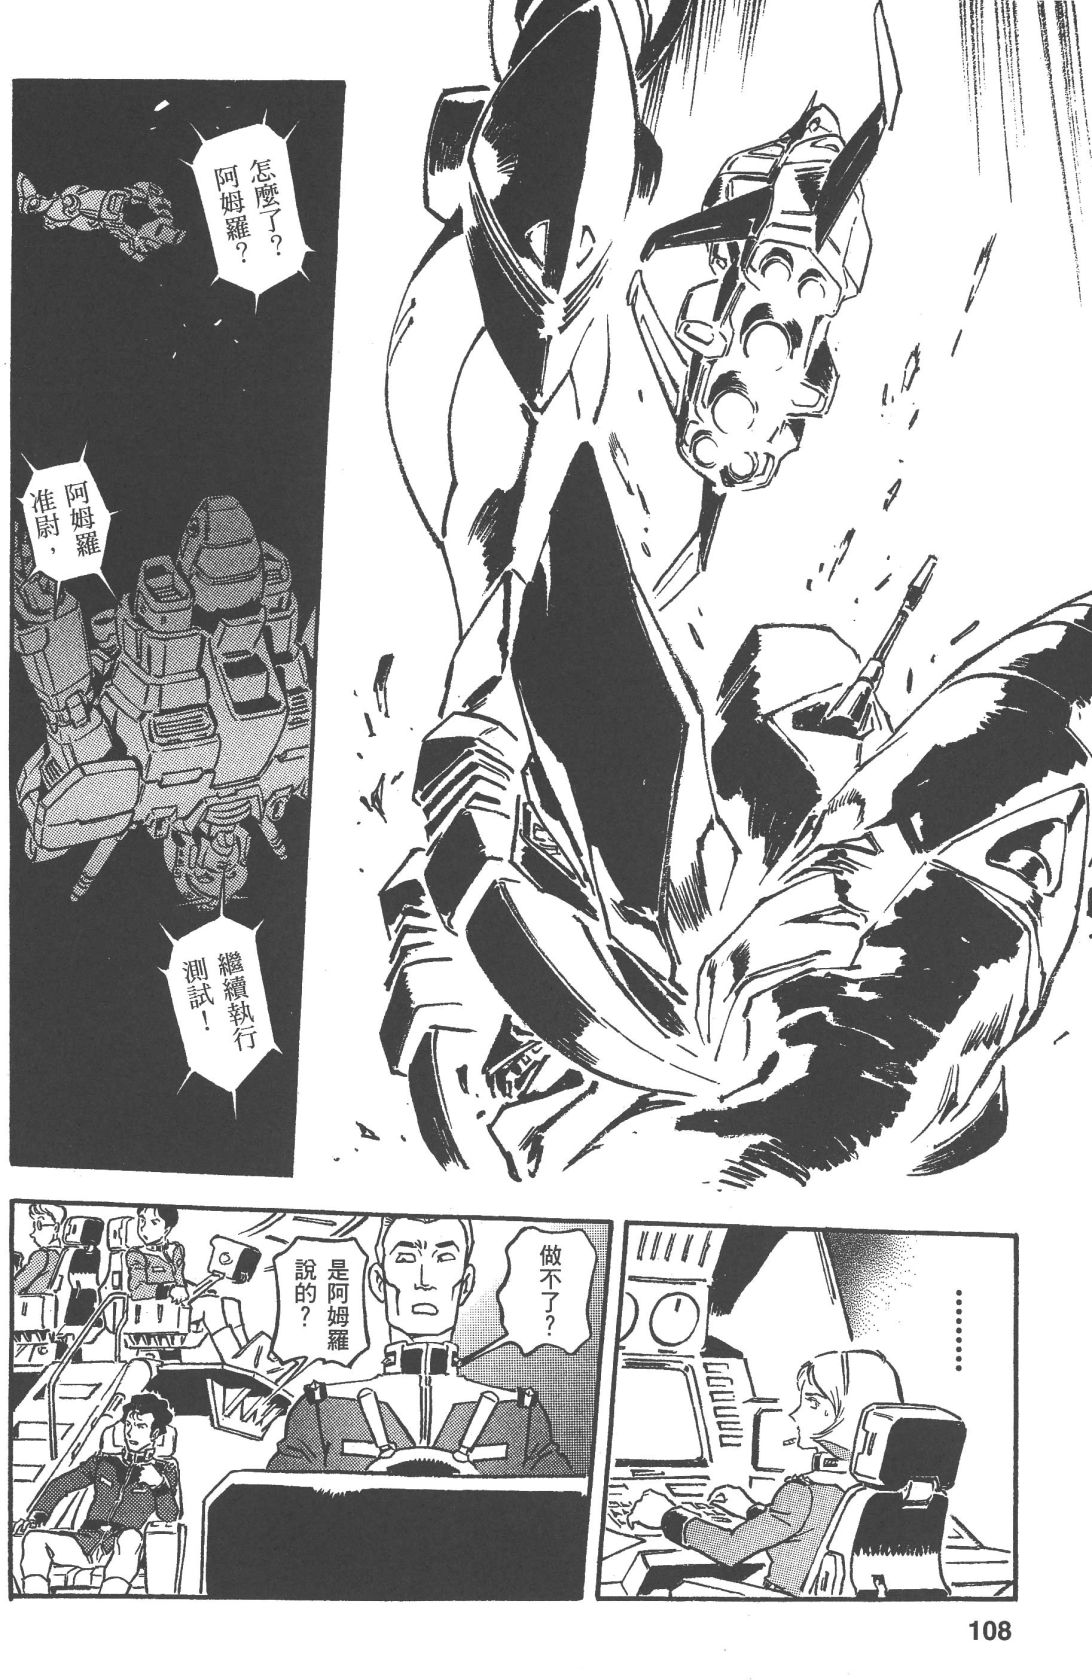 怎麼了？
阿姆羅？
阿姆羅
准尉，
繼續執行
測試！
………
做不了？
是阿姆羅
說的？
108